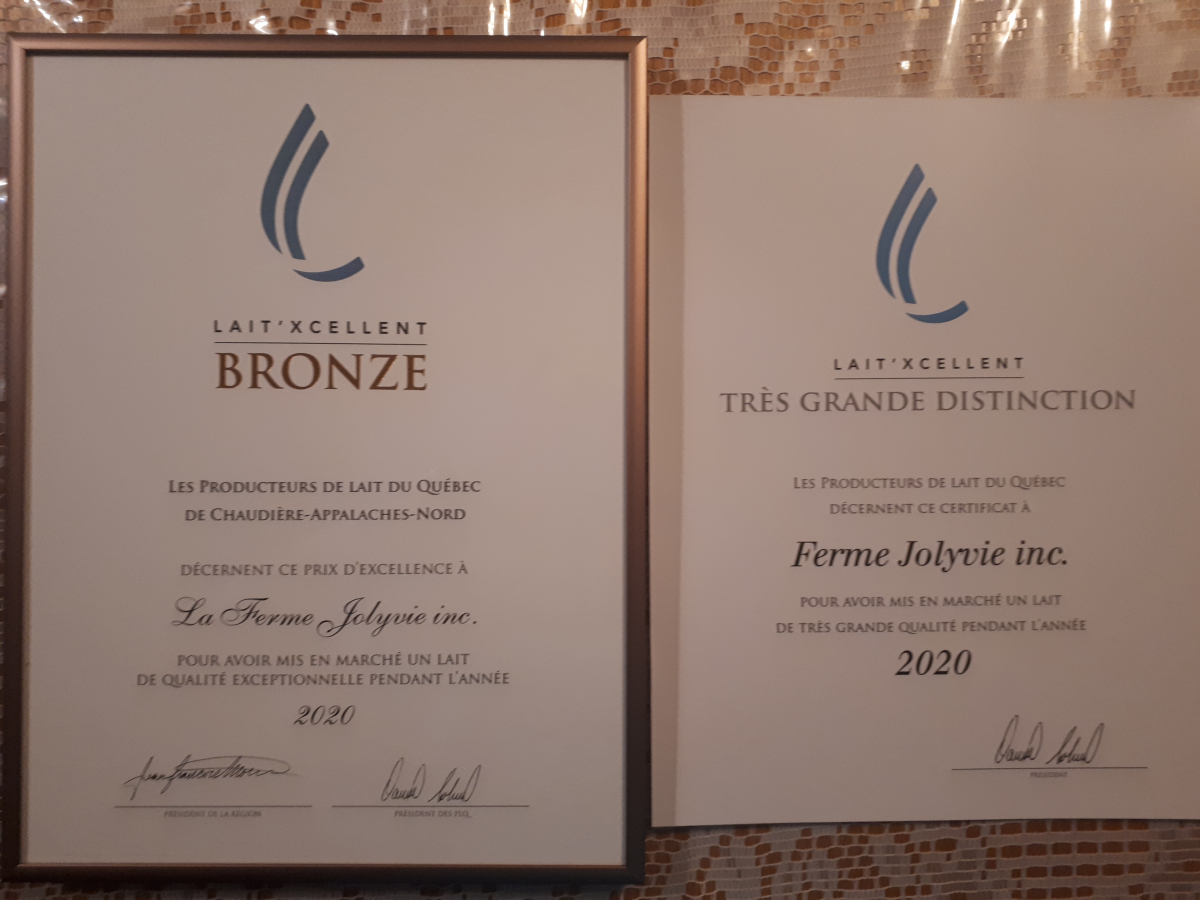 LAIT'XCELLENT
BRONZE
LES PRODUCTEURS DE LAIT DU QUÉBEC
DE CHAUDIÈRE-APPALACHES-NORD
DÉCERNENT CE PRIX D'EXCELLENCE À
La Ferme Jolyvie inc.
POUR AVOIR MIS EN MARCHÉ UN LAIT
DE QUALITÉ EXCEPTIONNELLE PENDANT L'ANNÉE
2020
PRÉSIDENT DE LA RÉGION
PRÉSIDENT DES PLQ
LAIT'XCELLENT
TRÈS GRANDE DISTINCTION
LES PRODUCTEURS DE LAIT DU QUÉBEC
DÉCERNENT CE CERTIFICAT À
Ferme Jolyvie inc.
POUR AVOIR MIS EN MARCHÉ UN LAIT
DE TRÈS GRANDE QUALITÉ PENDANT L'ANNÉE
2020
PRÉSIDENT